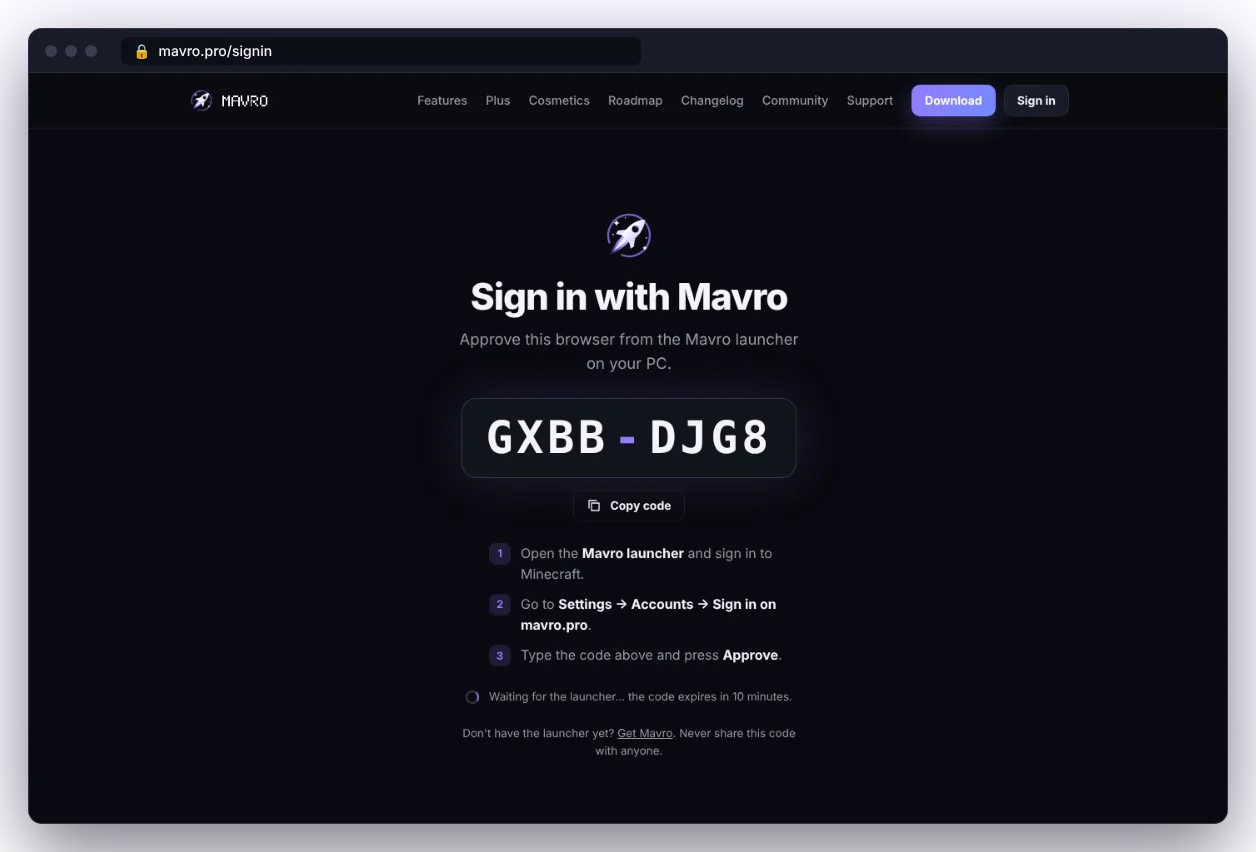 mavro.pro/signin
MAVRO Features Plus Cosmetics Roadmap Changelog Community Support Download Sign in
Sign in with Mavro
Approve this browser from the Mavro launcher
on your PC.
GXBB-DJG8
Copy code
1 Open the Mavro launcher and sign in to
Minecraft.
2 Go to Settings → Accounts → Sign in on
mavro.pro.
3 Type the code above and press Approve.
Waiting for the launcher... the code expires in 10 minutes.
Don't have the launcher yet? Get Mavro. Never share this code
with anyone.